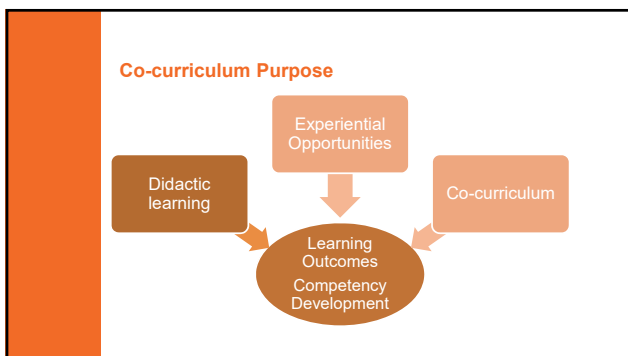 Co-curriculum Purpose
Experiential
Opportunities
Didactic
learning
Co-curriculum
Learning
Outcomes
Competency
Development